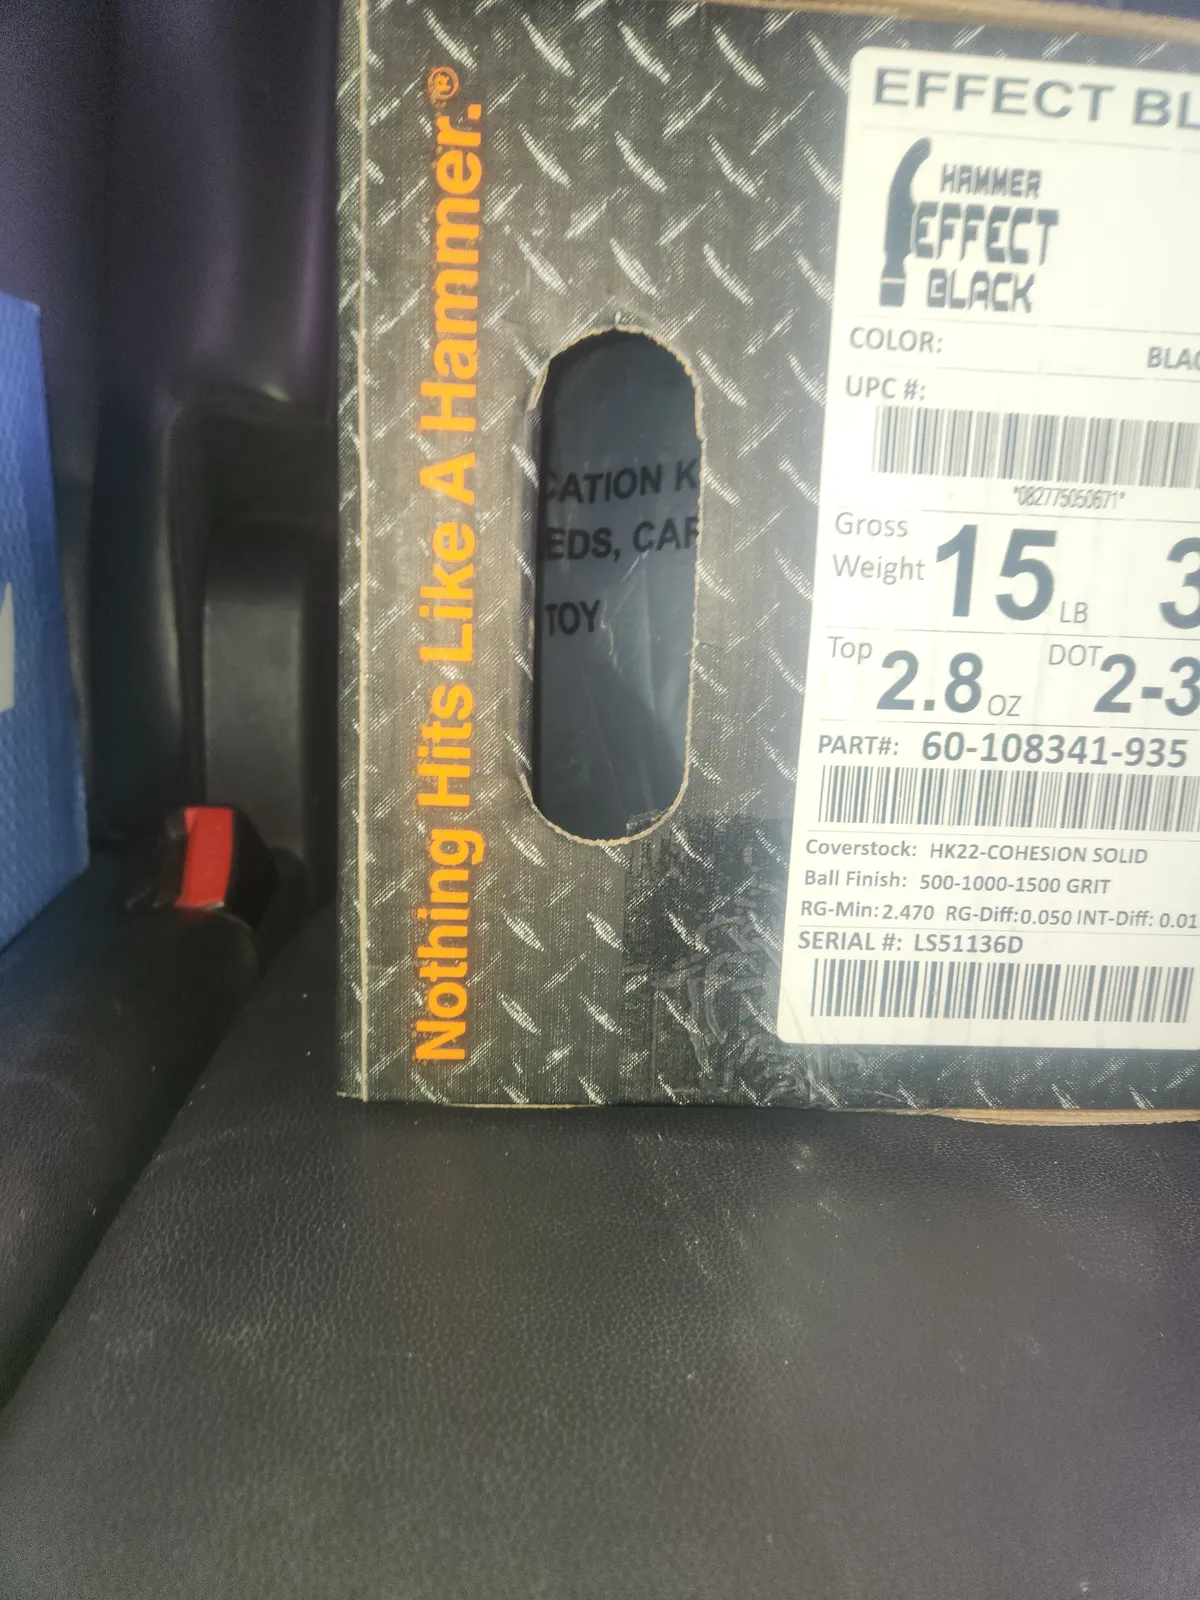 Nothing Hits Like A Hammer.®
CATION K
EDS, CAR
TOY
EFFECT BL
HAMMER
EFFECT
BLACK
COLOR: BLAC
UPC #:
*082775050671*
Gross
Weight 15 LB 3
Top 2.8 OZ DOT 2-3
PART#: 60-108341-935
Coverstock: HK22-COHESION SOLID
Ball Finish: 500-1000-1500 GRIT
RG-Min: 2.470 RG-Diff:0.050 INT-Diff: 0.01
SERIAL #: LS51136D